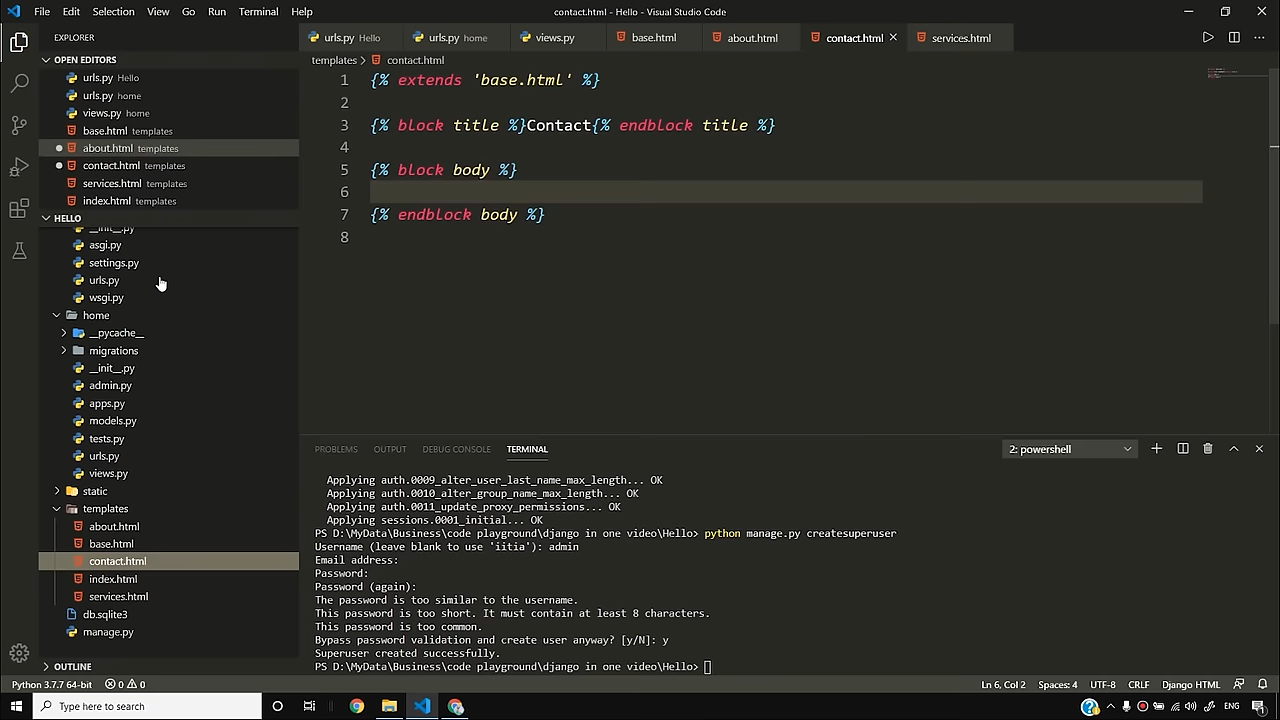 File Edit Selection View Go Run Terminal Help contact.html - Hello - Visual Studio Code
EXPLORER
OPEN EDITORS
urls.py Hello
urls.py home
views.py home
base.html templates
about.html templates
contact.html templates
services.html templates
index.html templates
HELLO
__init__.py
asgi.py
settings.py
urls.py
wsgi.py
home
__pycache__
migrations
__init__.py
admin.py
apps.py
models.py
tests.py
urls.py
views.py
static
templates
about.html
base.html
contact.html
index.html
services.html
db.sqlite3
manage.py
OUTLINE
urls.py Hello urls.py home views.py base.html about.html contact.html services.html
templates > contact.html
1 {% extends 'base.html' %}
2
3 {% block title %}Contact{% endblock title %}
4
5 {% block body %}
6
7 {% endblock body %}
8
PROBLEMS OUTPUT DEBUG CONSOLE TERMINAL 2: powershell
Applying auth.0009_alter_user_last_name_max_length... OK
Applying auth.0010_alter_group_name_max_length... OK
Applying auth.0011_update_proxy_permissions... OK
Applying sessions.0001_initial... OK
PS D:\MyData\Business\code playground\django in one video\Hello> python manage.py createsuperuser
Username (leave blank to use 'iitia'): admin
Email address:
Password:
Password (again):
The password is too similar to the username.
This password is too short. It must contain at least 8 characters.
This password is too common.
Bypass password validation and create user anyway? [y/N]: y
Superuser created successfully.
PS D:\MyData\Business\code playground\django in one video\Hello>
Python 3.7.7 64-bit 0 0 Ln 6, Col 2 Spaces: 4 UTF-8 CRLF Django HTML
Type here to search ENG